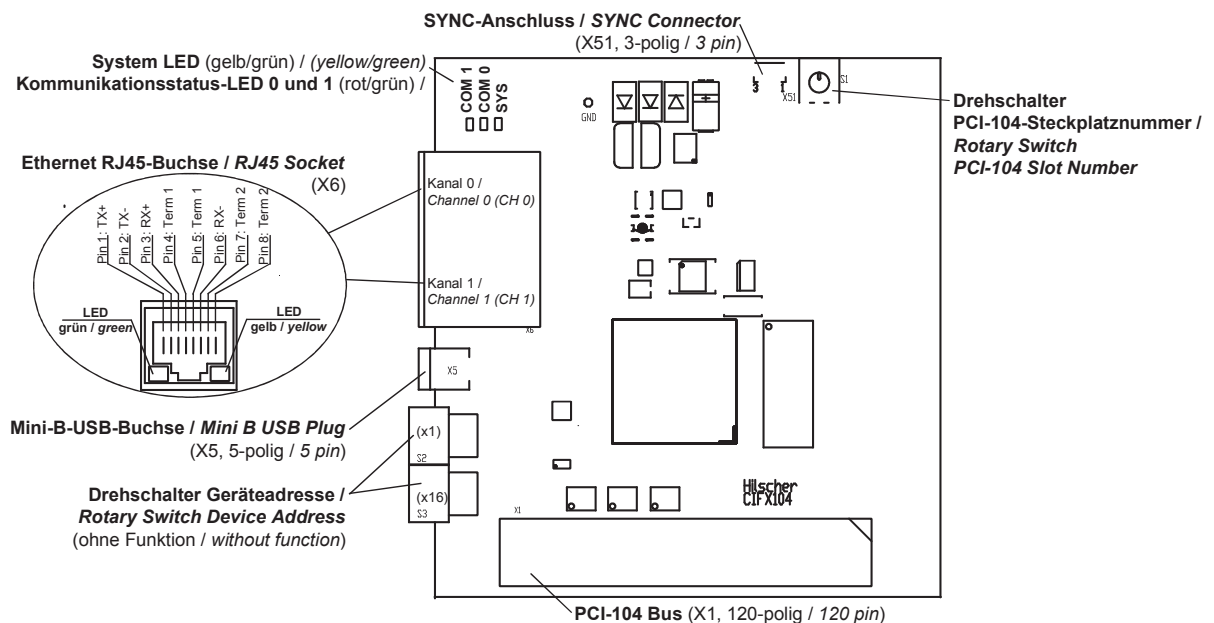 SYNC-Anschluss / SYNC Connector
(X51, 3-polig / 3 pin)
System LED (gelb/grün) / (yellow/green)
Kommunikationsstatus-LED 0 und 1 (rot/grün) /
COM 1
COM 0
SYS
GND
3
1
X51
S1
Drehschalter
PCI-104-Steckplatznummer /
Rotary Switch
PCI-104 Slot Number
Ethernet RJ45-Buchse / RJ45 Socket
(X6)
Pin 1: TX+
Pin 2: TX-
Pin 3: RX+
Pin 4: Term 1
Pin 5: Term 1
Pin 6: RX-
Pin 7: Term 2
Pin 8: Term 2
LED
grün / green
LED
gelb / yellow
Kanal 0 /
Channel 0 (CH 0)
Kanal 1 /
Channel 1 (CH 1)
X6
X5
Mini-B-USB-Buchse / Mini B USB Plug
(X5, 5-polig / 5 pin)
(x1)
S2
Drehschalter Geräteadresse /
Rotary Switch Device Address
(ohne Funktion / without function)
(x16)
S3
Hilscher
CIFX104
X1
PCI-104 Bus (X1, 120-polig / 120 pin)